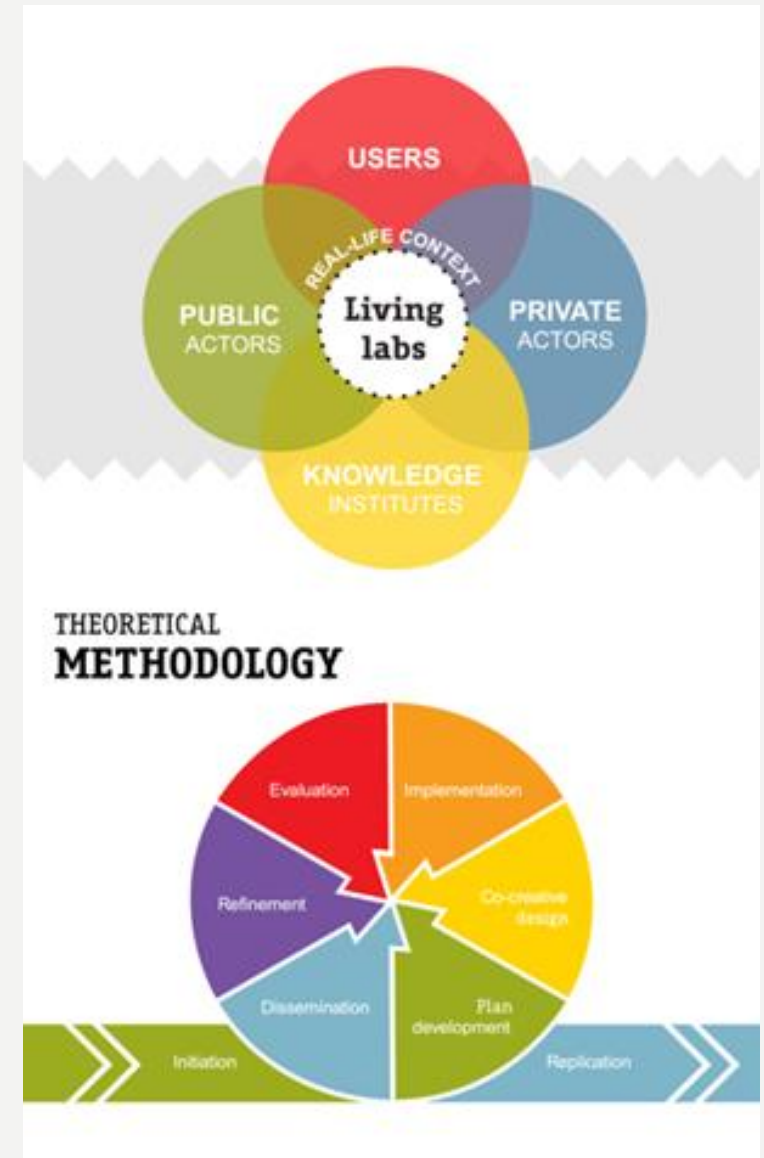 USERS
REAL-LIFE CONTEXT
Living
labs
PUBLIC
ACTORS
PRIVATE
ACTORS
KNOWLEDGE
INSTITUTES
THEORETICAL
METHODOLOGY
Evaluation
Implementation
Refinement
Co-creative
design
Dissemination
Plan
development
Initiation
Replication